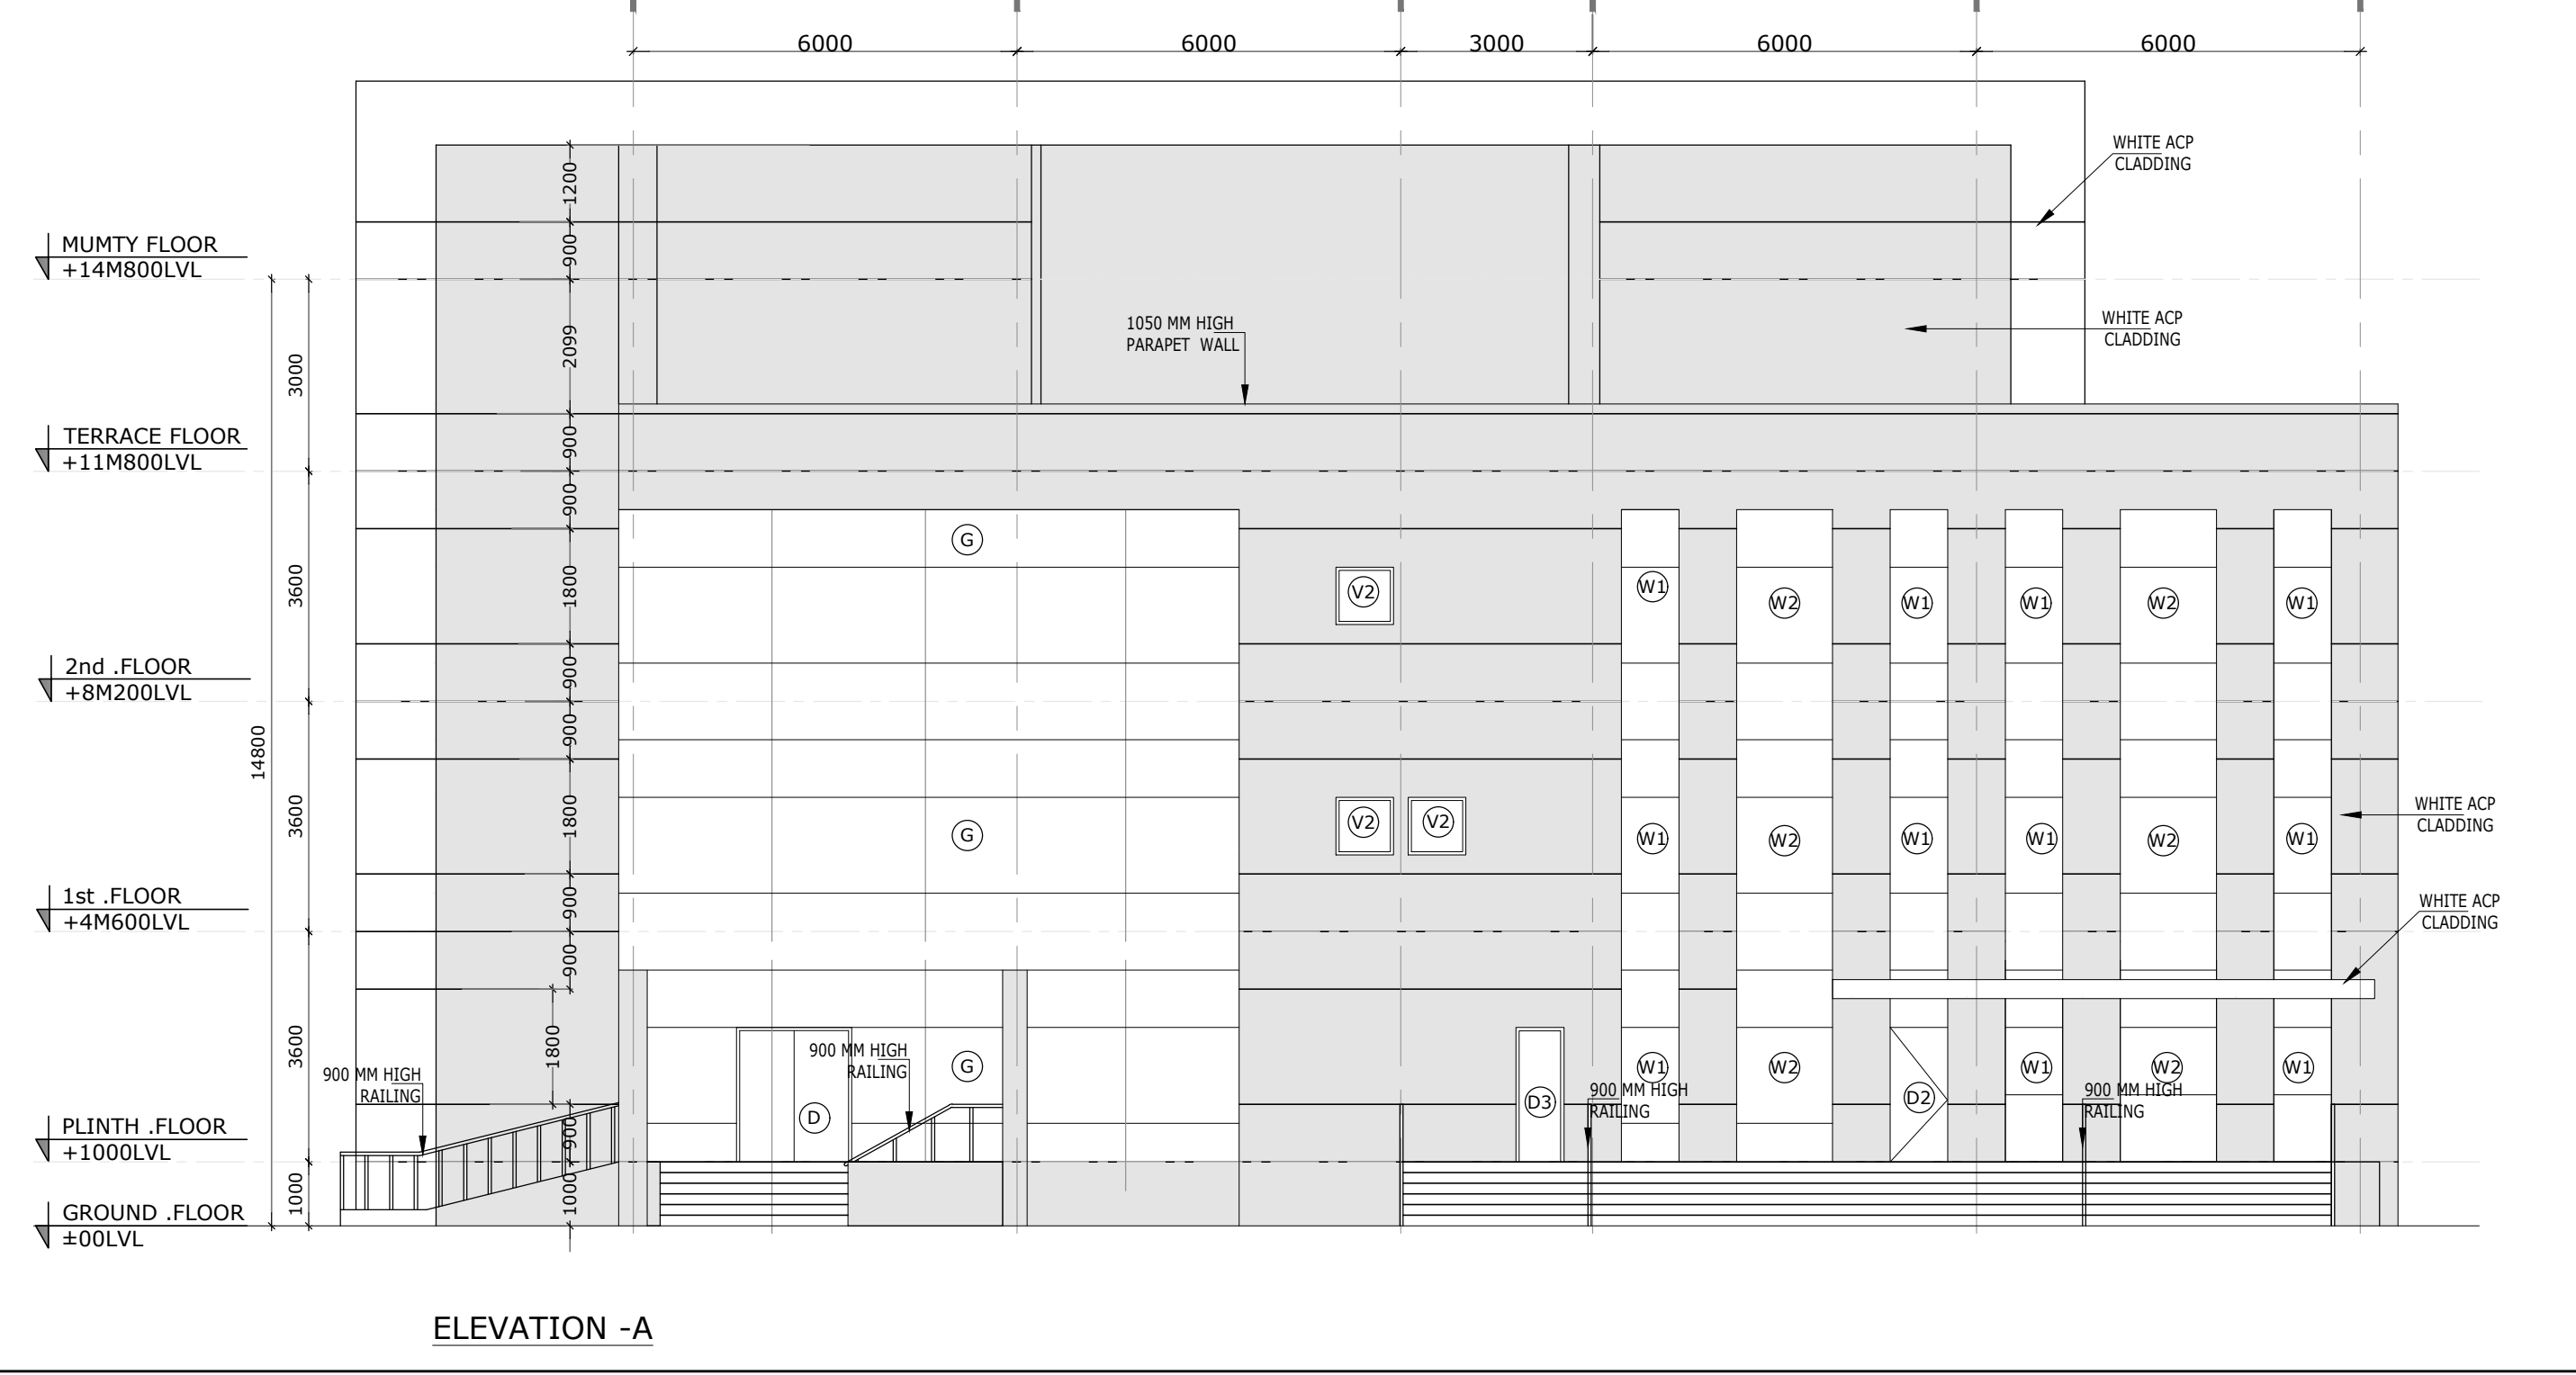 6000 6000 3000 6000 6000
WHITE ACP
CLADDING
1200
MUMTY FLOOR
+14M800LVL
900
1050 MM HIGH
PARAPET WALL
WHITE ACP
CLADDING
2099
3000
TERRACE FLOOR
+11M800LVL
900
900
G
V2 W1 W2 W1 W1 W2 W1
1800
3600
2nd .FLOOR
+8M200LVL
900
900
14800
G
V2 V2 W1 W2 W1 W1 W2 W1
1800
3600
WHITE ACP
CLADDING
1st .FLOOR
+4M600LVL
900
900
WHITE ACP
CLADDING
3600
1800
900 MM HIGH
RAILING
900 MM HIGH
RAILING
G
D
D3
W1 W2
D2
W1 W2 W1
900 MM HIGH
RAILING
900 MM HIGH
RAILING
PLINTH .FLOOR
+1000LVL
900
1000
1000
GROUND .FLOOR
±00LVL
ELEVATION -A